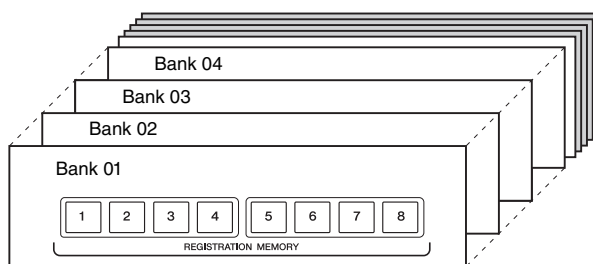 Bank 04
Bank 03
Bank 02
Bank 01
1 2 3 4 5 6 7 8
REGISTRATION MEMORY